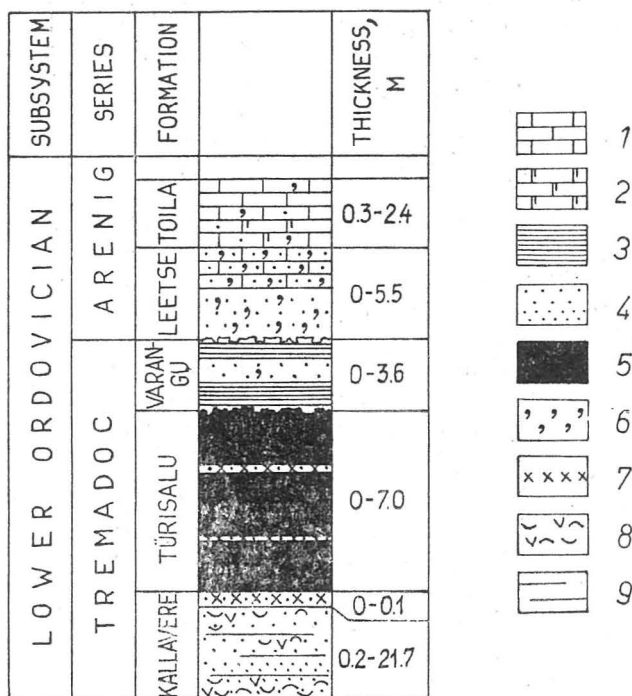 SUBSYSTEM
SERIES
FORMATION
THICKNESS,
M
LOWER ORDOVICIAN
ARENIG
TREMADOC
TOILA
0.3-2.4
LEETSE
0-5.5
VARAN-
GU
0-3.6
TÜRISALU
0-7.0
KALLAVERE
0-0.1
0.2-21.7
1
2
3
4
5
6
7
8
9